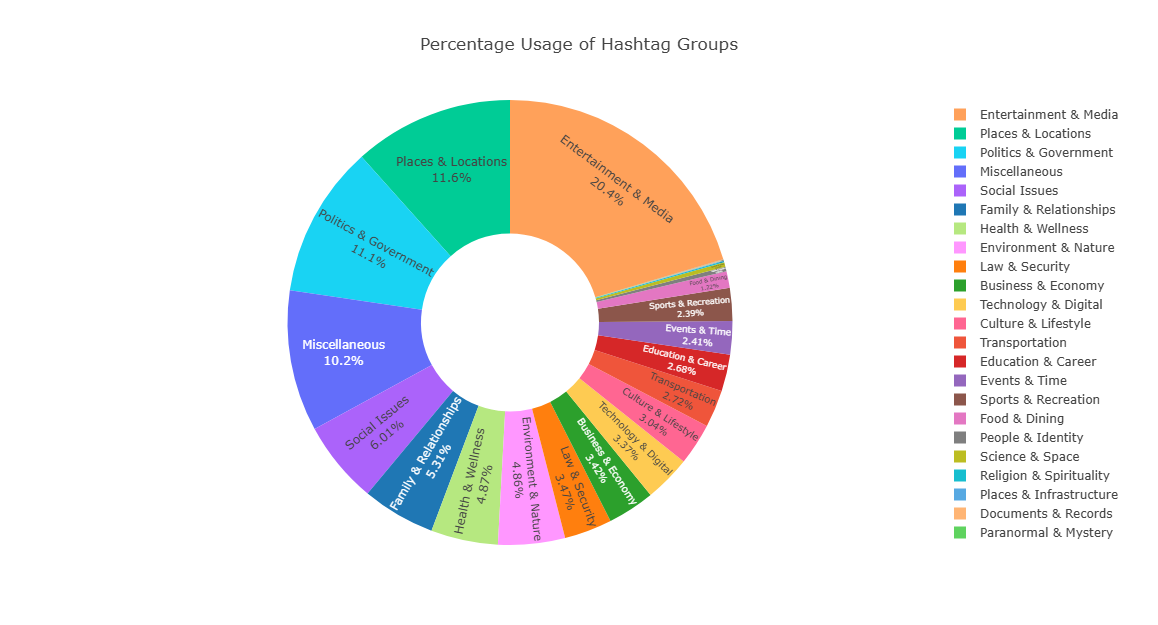 Percentage Usage of Hashtag Groups
Entertainment & Media
20.4%
Places & Locations
11.6%
Politics & Government
11.1%
Miscellaneous
10.2%
Social Issues
6.01%
Family & Relationships
5.31%
Health & Wellness
4.87%
Environment & Nature
4.86%
Law & Security
3.47%
Business & Economy
3.42%
Technology & Digital
3.37%
Culture & Lifestyle
3.04%
Transportation
2.72%
Education & Career
2.68%
Events & Time
2.41%
Sports & Recreation
2.39%
Food & Dining
1.22%
Entertainment & Media
Places & Locations
Politics & Government
Miscellaneous
Social Issues
Family & Relationships
Health & Wellness
Environment & Nature
Law & Security
Business & Economy
Technology & Digital
Culture & Lifestyle
Transportation
Education & Career
Events & Time
Sports & Recreation
Food & Dining
People & Identity
Science & Space
Religion & Spirituality
Places & Infrastructure
Documents & Records
Paranormal & Mystery